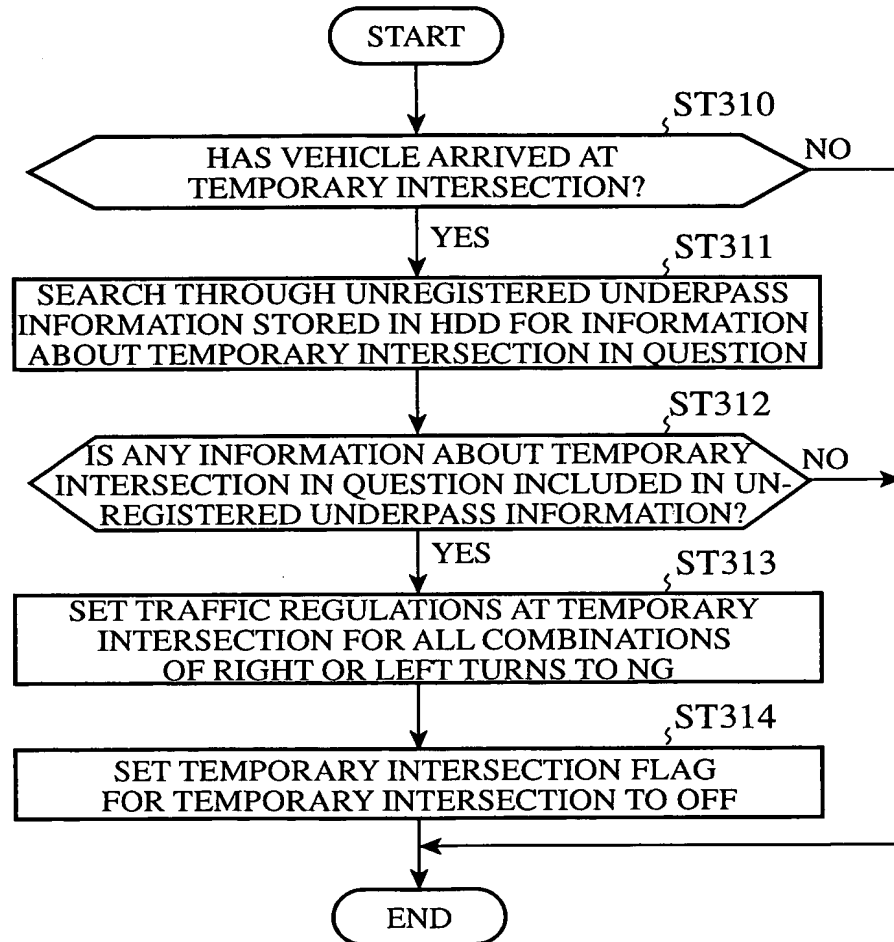 START
ST310
HAS VEHICLE ARRIVED AT
TEMPORARY INTERSECTION?
NO
YES
ST311
SEARCH THROUGH UNREGISTERED UNDERPASS
INFORMATION STORED IN HDD FOR INFORMATION
ABOUT TEMPORARY INTERSECTION IN QUESTION
ST312
IS ANY INFORMATION ABOUT TEMPORARY
INTERSECTION IN QUESTION INCLUDED IN UN-
REGISTERED UNDERPASS INFORMATION?
NO
YES
ST313
SET TRAFFIC REGULATIONS AT TEMPORARY
INTERSECTION FOR ALL COMBINATIONS
OF RIGHT OR LEFT TURNS TO NG
ST314
SET TEMPORARY INTERSECTION FLAG
FOR TEMPORARY INTERSECTION TO OFF
END